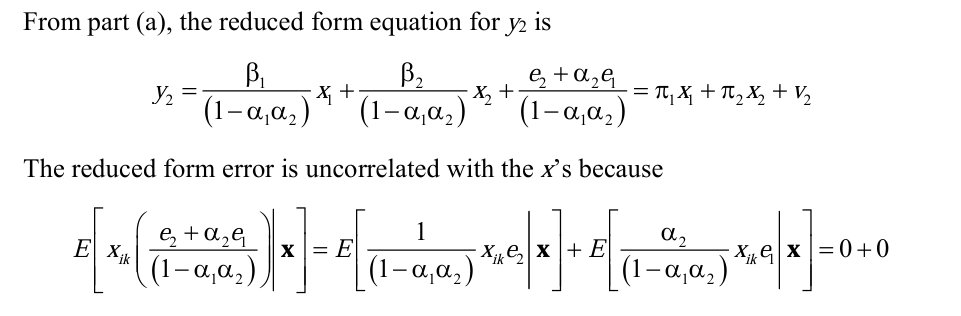 From part (a), the reduced form equation for y₂ is
y₂ = β₁/(1−α₁α₂) x₁ + β₂/(1−α₁α₂) x₂ + (e₂+α₂e₁)/(1−α₁α₂) = π₁x₁ + π₂x₂ + v₂
The reduced form error is uncorrelated with the x's because
E[x_ik((e₂+α₂e₁)/(1−α₁α₂))|x] = E[1/(1−α₁α₂) x_ik e₂|x] + E[α₂/(1−α₁α₂) x_ik e₁|x] = 0+0